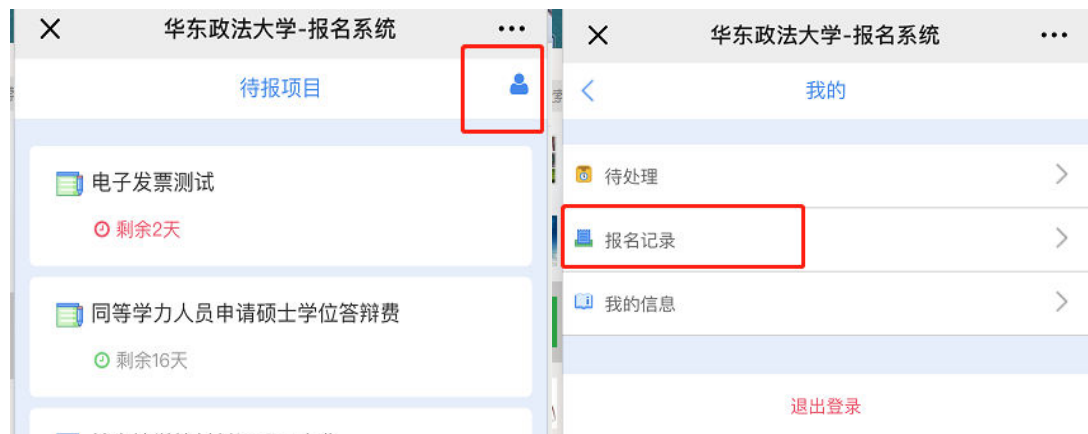 华东政法大学-报名系统
待报项目
电子发票测试
剩余2天
同等学力人员申请硕士学位答辩费
剩余16天
华东政法大学-报名系统
我的
待处理
报名记录
我的信息
退出登录